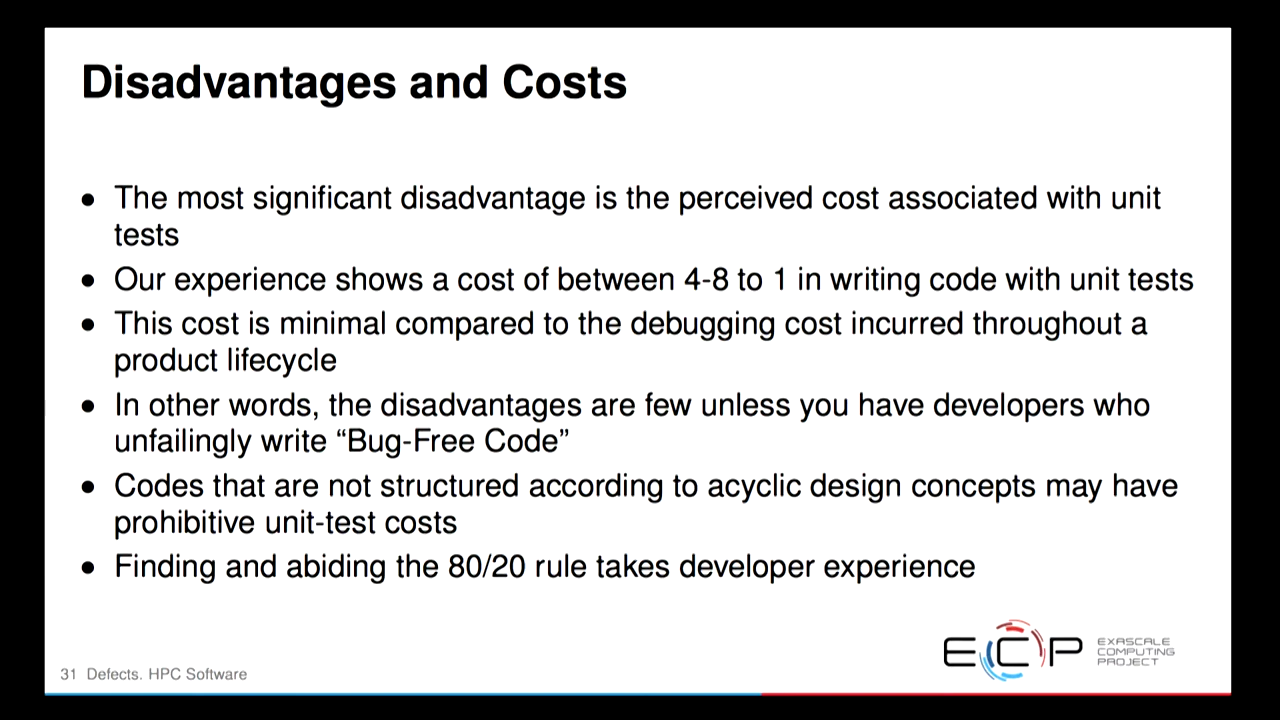 Disadvantages and Costs
• The most significant disadvantage is the perceived cost associated with unit
tests
• Our experience shows a cost of between 4-8 to 1 in writing code with unit tests
• This cost is minimal compared to the debugging cost incurred throughout a
product lifecycle
• In other words, the disadvantages are few unless you have developers who
unfailingly write “Bug-Free Code”
• Codes that are not structured according to acyclic design concepts may have
prohibitive unit-test costs
• Finding and abiding the 80/20 rule takes developer experience
31 Defects. HPC Software
ECP
EXASCALE
COMPUTING
PROJECT